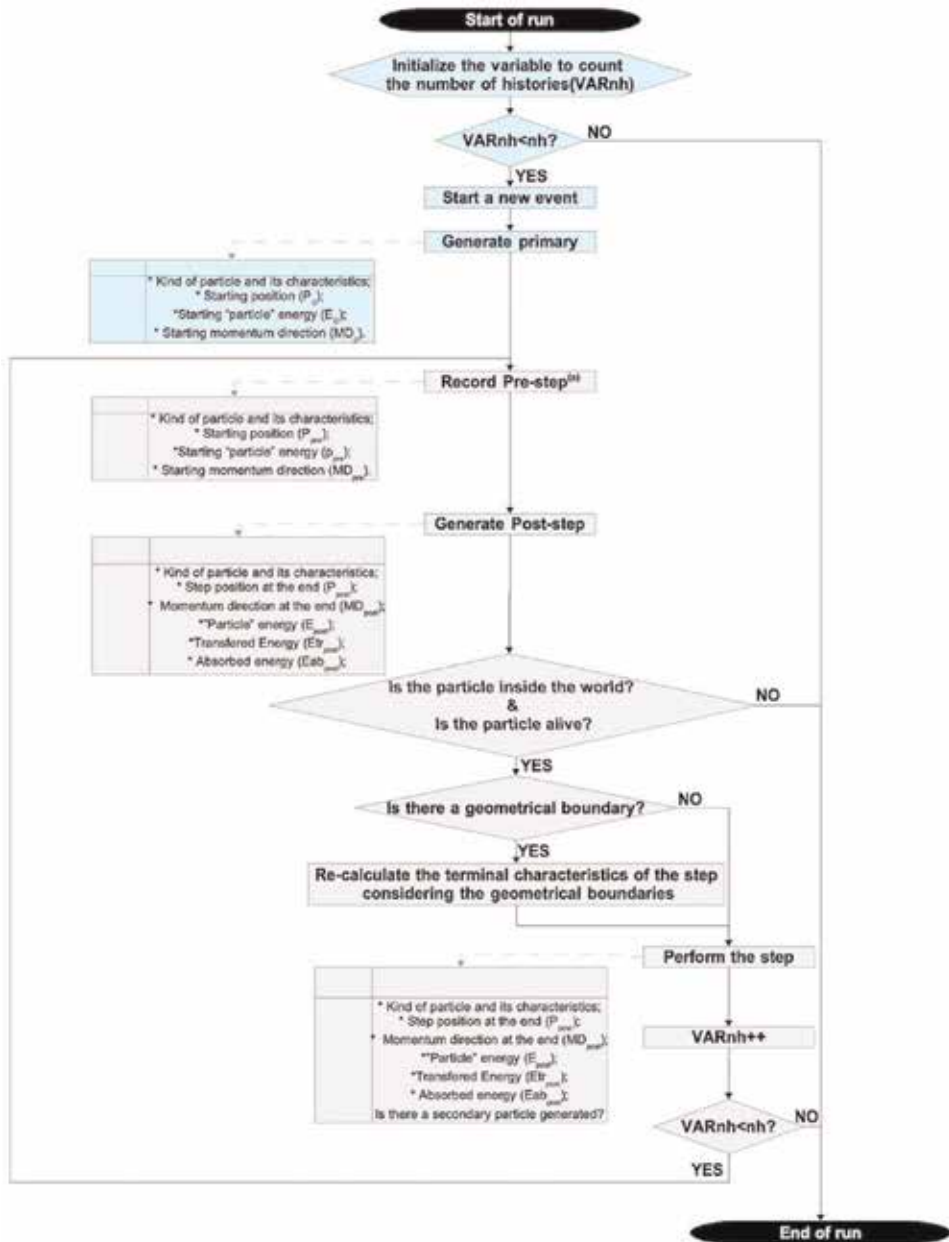 Start of run
Initialize the variable to count
the number of histories(VARnh)
VARnh<nh?
NO
YES
Start a new event
Generate primary
* Kind of particle and its characteristics;
* Starting position (P₀);
*Starting "particle" energy (E₀);
* Starting momentum direction (MD₀).
Record Pre-step⁽ᵃ⁾
* Kind of particle and its characteristics;
* Starting position (Ppre);
*Starting "particle" energy (ppre);
* Starting momentum direction (MDpre).
Generate Post-step
* Kind of particle and its characteristics;
* Step position at the end (Ppost);
* Momentum direction at the end (MDpost);
*"Particle" energy (Epost);
*Transfered Energy (Etrpost);
* Absorbed energy (Eabpost);
Is the particle inside the world?
&
Is the particle alive?
NO
YES
Is there a geometrical boundary?
NO
YES
Re-calculate the terminal characteristics of the step
considering the geometrical boundaries
Perform the step
* Kind of particle and its characteristics;
* Step position at the end (Ppost);
* Momentum direction at the end (MDpost);
*"Particle" energy (Epost);
*Transfered Energy (Etrpost);
* Absorbed energy (Eabpost);
Is there a secondary particle generated?
VARnh++
VARnh<nh?
NO
YES
End of run